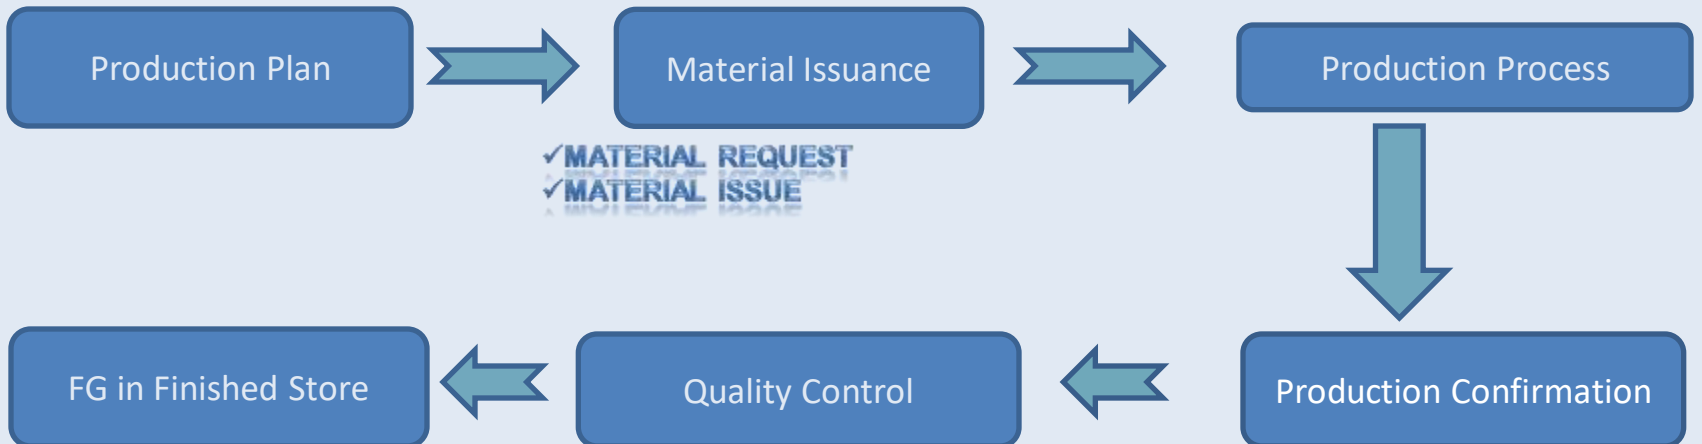 Production Plan
Material Issuance
Production Process
✓MATERIAL REQUEST
✓MATERIAL ISSUE
FG in Finished Store
Quality Control
Production Confirmation